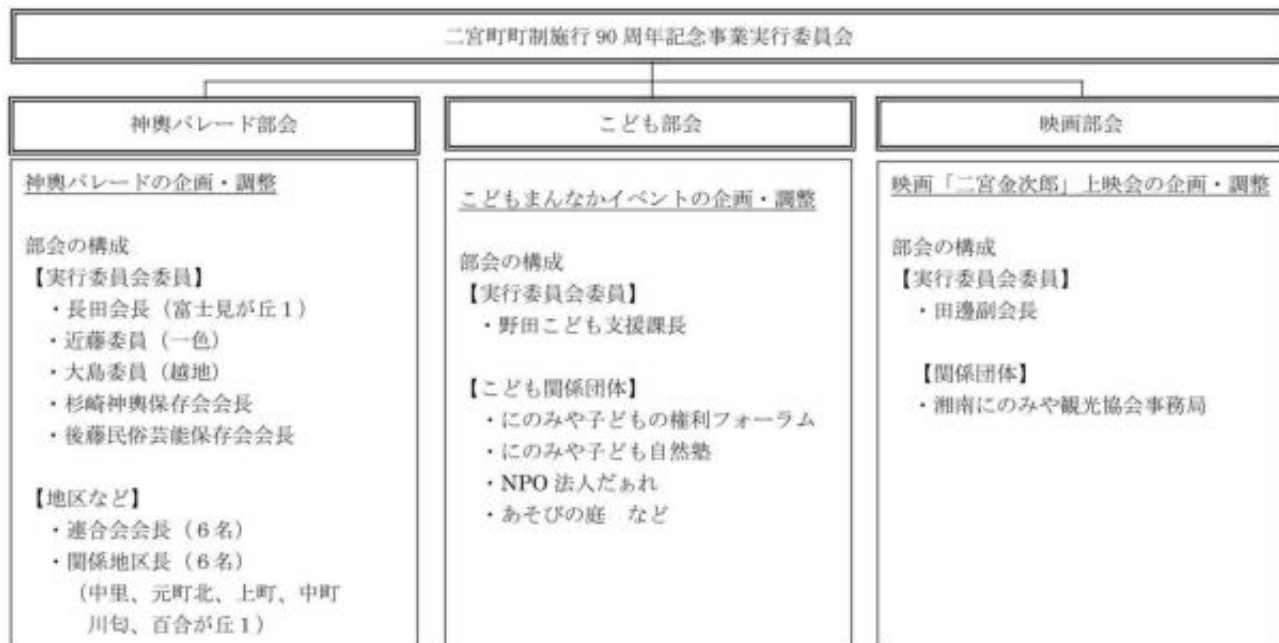 二宮町町制施行 90 周年記念事業実行委員会
神輿パレード部会
神輿パレードの企画・調整
部会の構成
【実行委員会委員】
・長田会長（富士見が丘１）
・近藤委員（一色）
・大島委員（越地）
・杉崎神輿保存会会長
・後藤民俗芸能保存会会長
【地区など】
・連合会会長（６名）
・関係地区長（６名）
（中里、元町北、上町、中町
川匂、百合が丘１）
こども部会
こどもまんなかイベントの企画・調整
部会の構成
【実行委員会委員】
・野田こども支援課長
【こども関係団体】
・にのみや子どもの権利フォーラム
・にのみや子ども自然塾
・NPO 法人だぁれ
・あそびの庭　など
映画部会
映画「二宮金次郎」上映会の企画・調整
部会の構成
【実行委員会委員】
・田邊副会長
【関係団体】
・湘南にのみや観光協会事務局